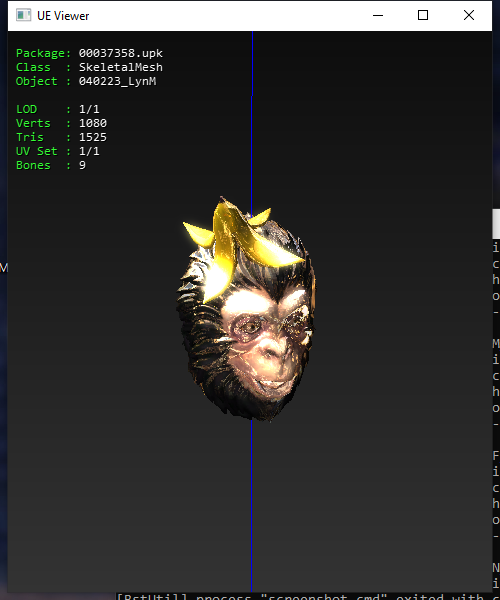 UE Viewer
Package: 00037358.upk
Class  : SkeletalMesh
Object : 040223_LynM
LOD    : 1/1
Verts  : 1080
Tris   : 1525
UV Set : 1/1
Bones  : 9
M
i
c
h
o
-
M
i
c
h
o
-
F
i
c
h
o
-
N
i
[BstUtil] process "screenshot.cmd" exited with c